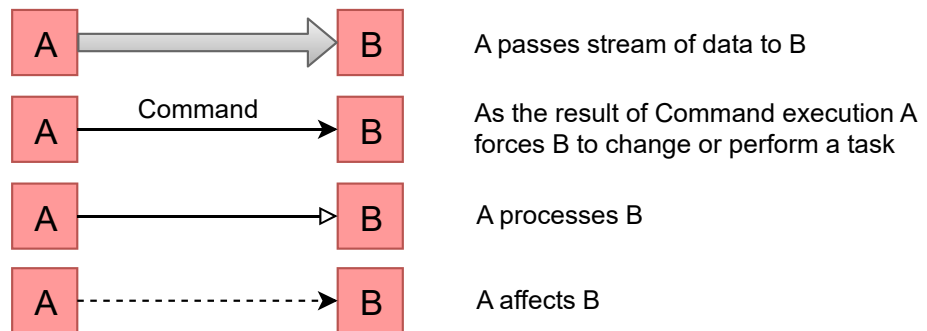 A
B
A passes stream of data to B
A
Command
B
As the result of Command execution A
forces B to change or perform a task
A
B
A processes B
A
B
A affects B